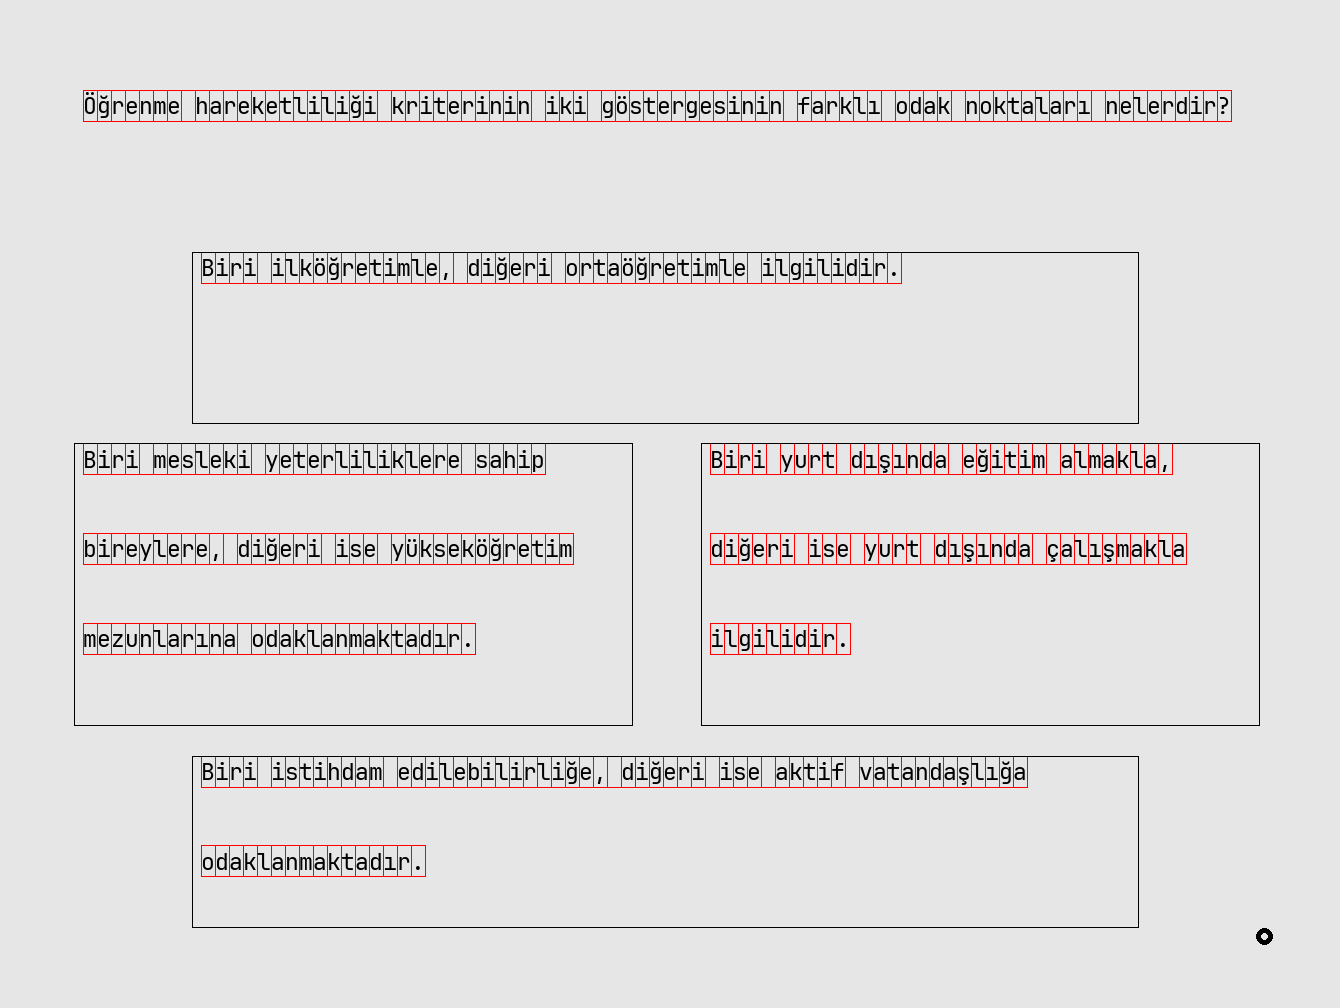 Öğrenme hareketliliği kriterinin iki göstergesinin farklı odak noktaları nelerdir?
Biri ilköğretimle, diğeri ortaöğretimle ilgilidir.
Biri mesleki yeterliliklere sahip
bireylere, diğeri ise yükseköğretim
mezunlarına odaklanmaktadır.
Biri yurt dışında eğitim almakla,
diğeri ise yurt dışında çalışmakla
ilgilidir.
Biri istihdam edilebilirliğe, diğeri ise aktif vatandaşlığa
odaklanmaktadır.